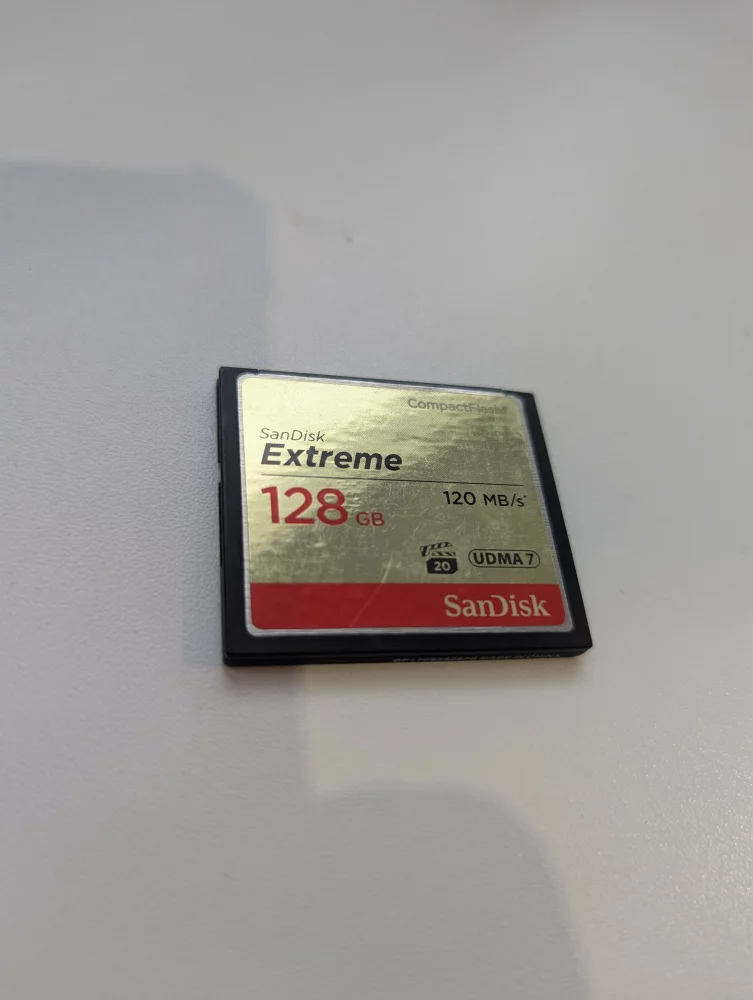 CompactFlash
SanDisk
Extreme
128 GB
120 MB/s*
20
UDMA 7
SanDisk